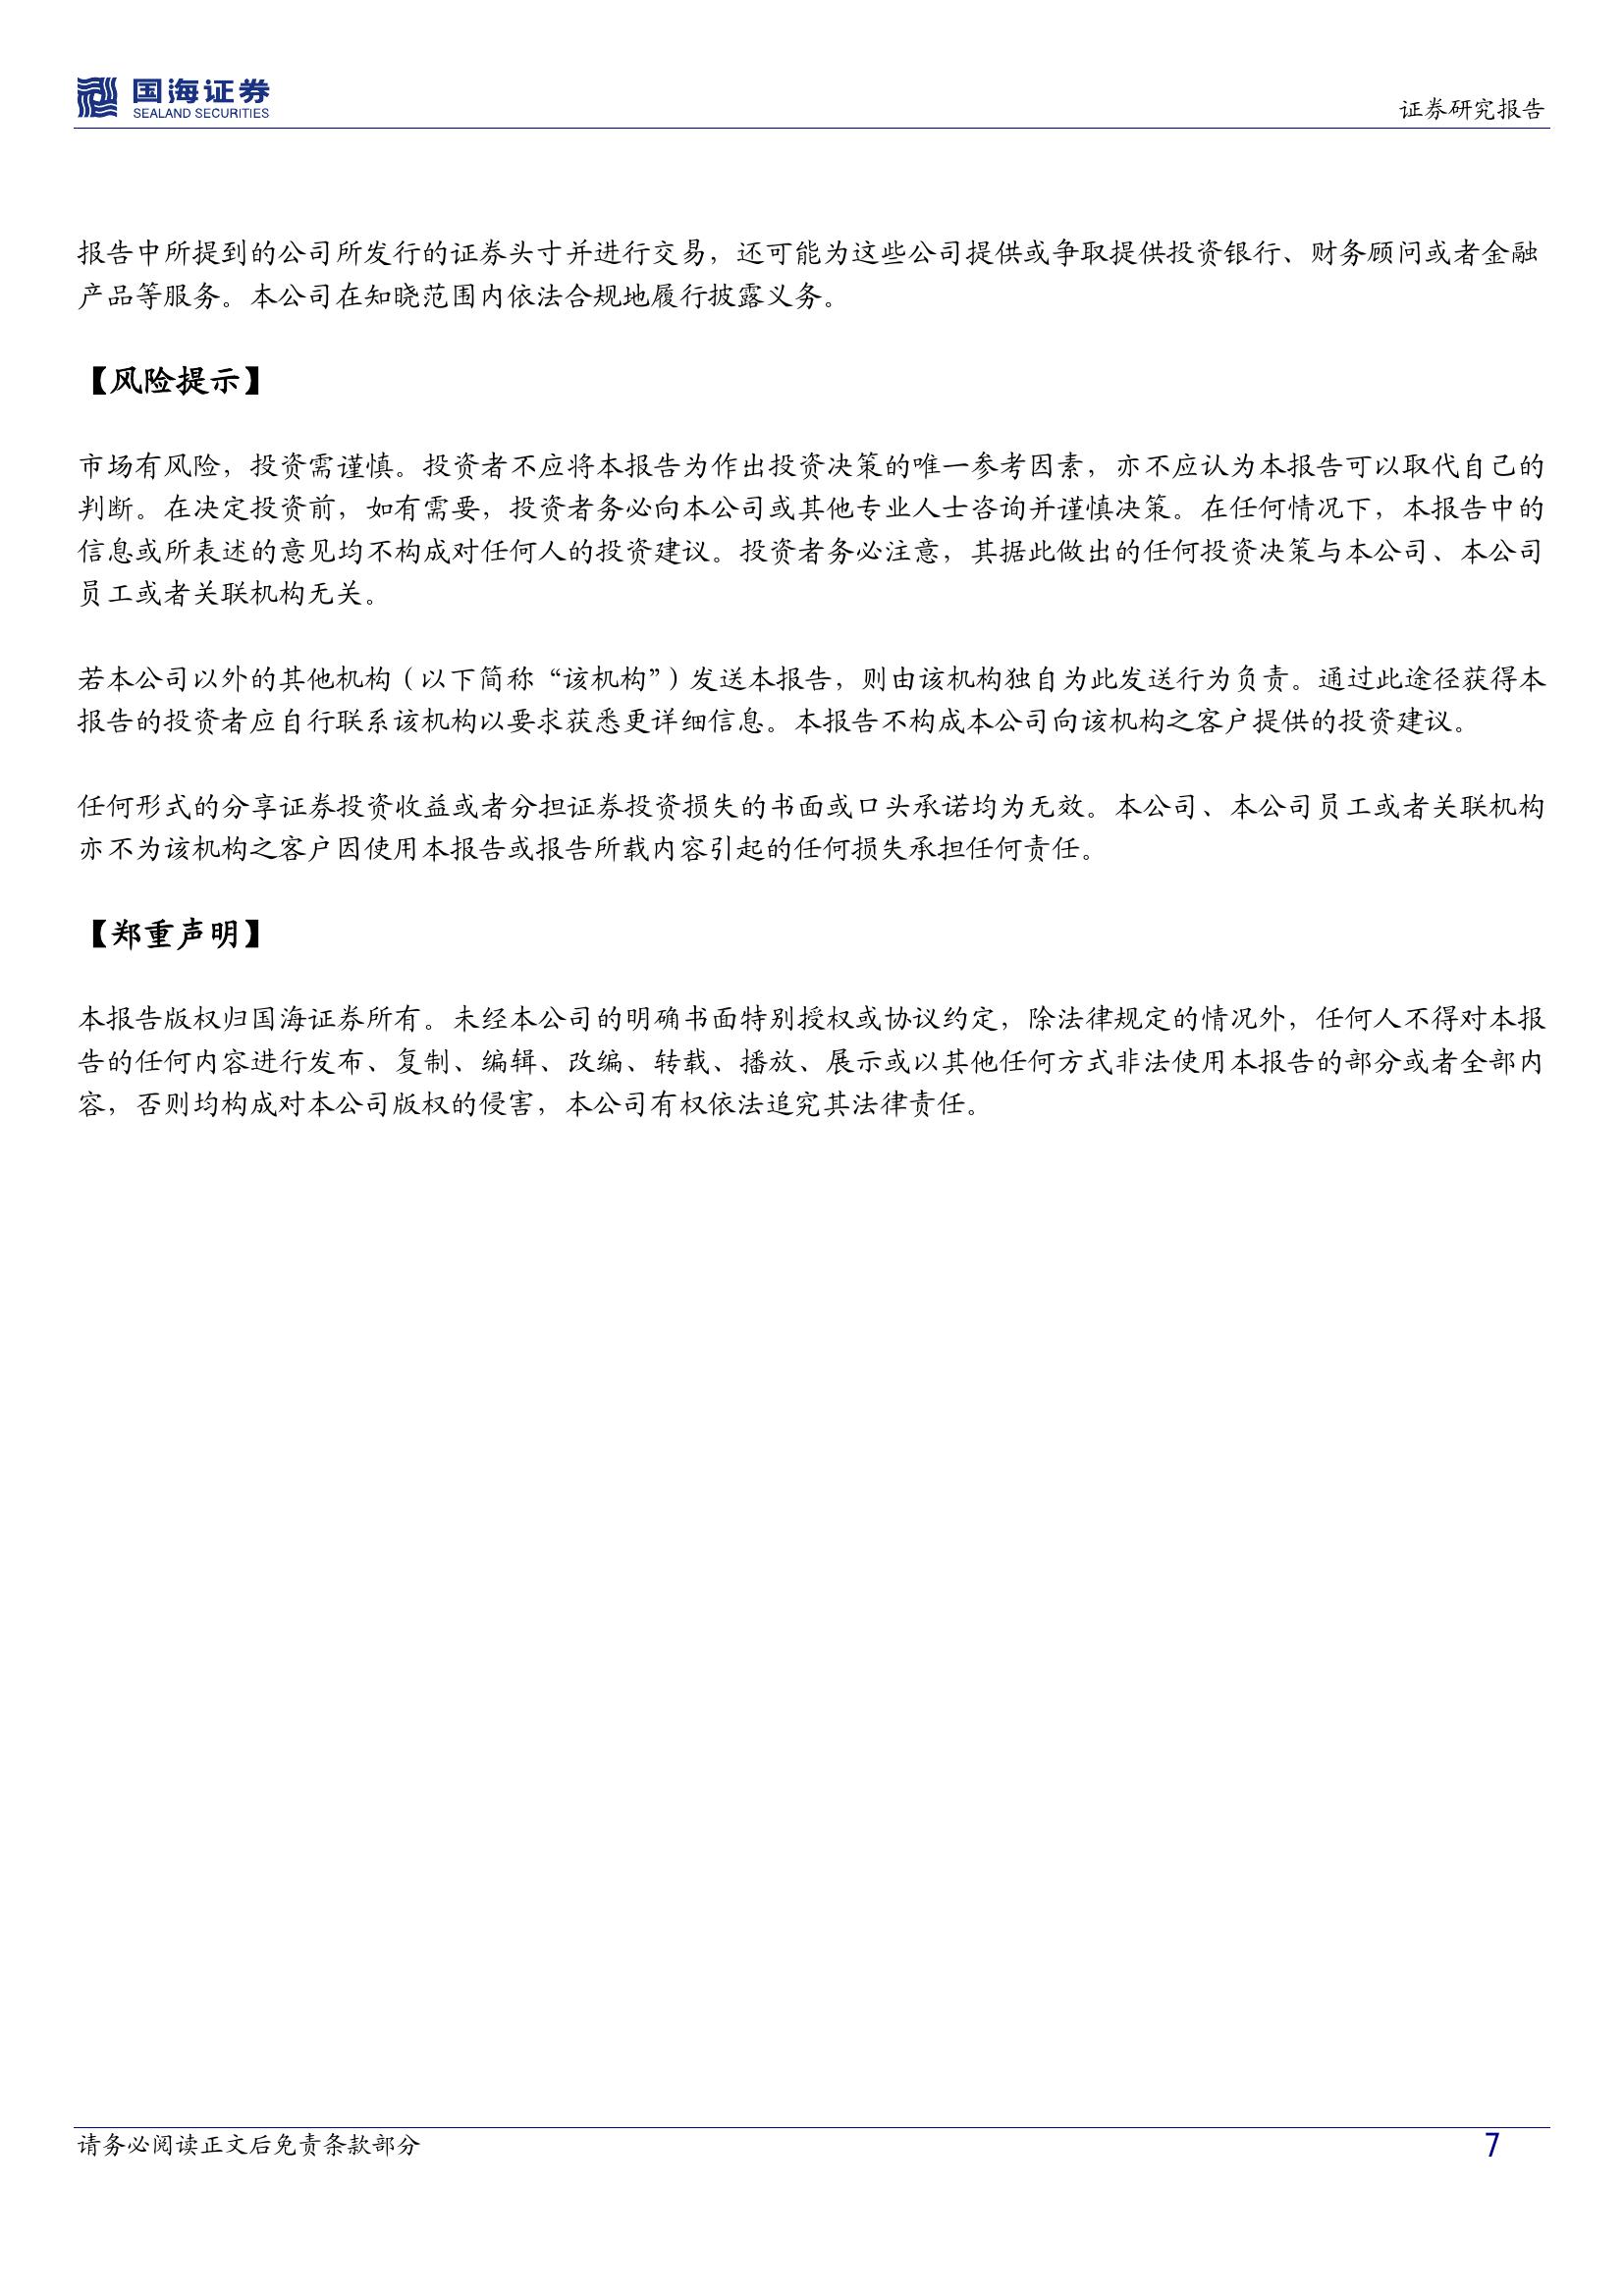 国海证券
SEALAND SECURITIES
证券研究报告
报告中所提到的公司所发行的证券头寸并进行交易，还可能为这些公司提供或争取提供投资银行、财务顾问或者金融
产品等服务。本公司在知晓范围内依法合规地履行披露义务。
【风险提示】
市场有风险，投资需谨慎。投资者不应将本报告为作出投资决策的唯一参考因素，亦不应认为本报告可以取代自己的
判断。在决定投资前，如有需要，投资者务必向本公司或其他专业人士咨询并谨慎决策。在任何情况下，本报告中的
信息或所表述的意见均不构成对任何人的投资建议。投资者务必注意，其据此做出的任何投资决策与本公司、本公司
员工或者关联机构无关。
若本公司以外的其他机构（以下简称“该机构”）发送本报告，则由该机构独自为此发送行为负责。通过此途径获得本
报告的投资者应自行联系该机构以要求获悉更详细信息。本报告不构成本公司向该机构之客户提供的投资建议。
任何形式的分享证券投资收益或者分担证券投资损失的书面或口头承诺均为无效。本公司、本公司员工或者关联机构
亦不为该机构之客户因使用本报告或报告所载内容引起的任何损失承担任何责任。
【郑重声明】
本报告版权归国海证券所有。未经本公司的明确书面特别授权或协议约定，除法律规定的情况外，任何人不得对本报
告的任何内容进行发布、复制、编辑、改编、转载、播放、展示或以其他任何方式非法使用本报告的部分或者全部内
容，否则均构成对本公司版权的侵害，本公司有权依法追究其法律责任。
请务必阅读正文后免责条款部分
7